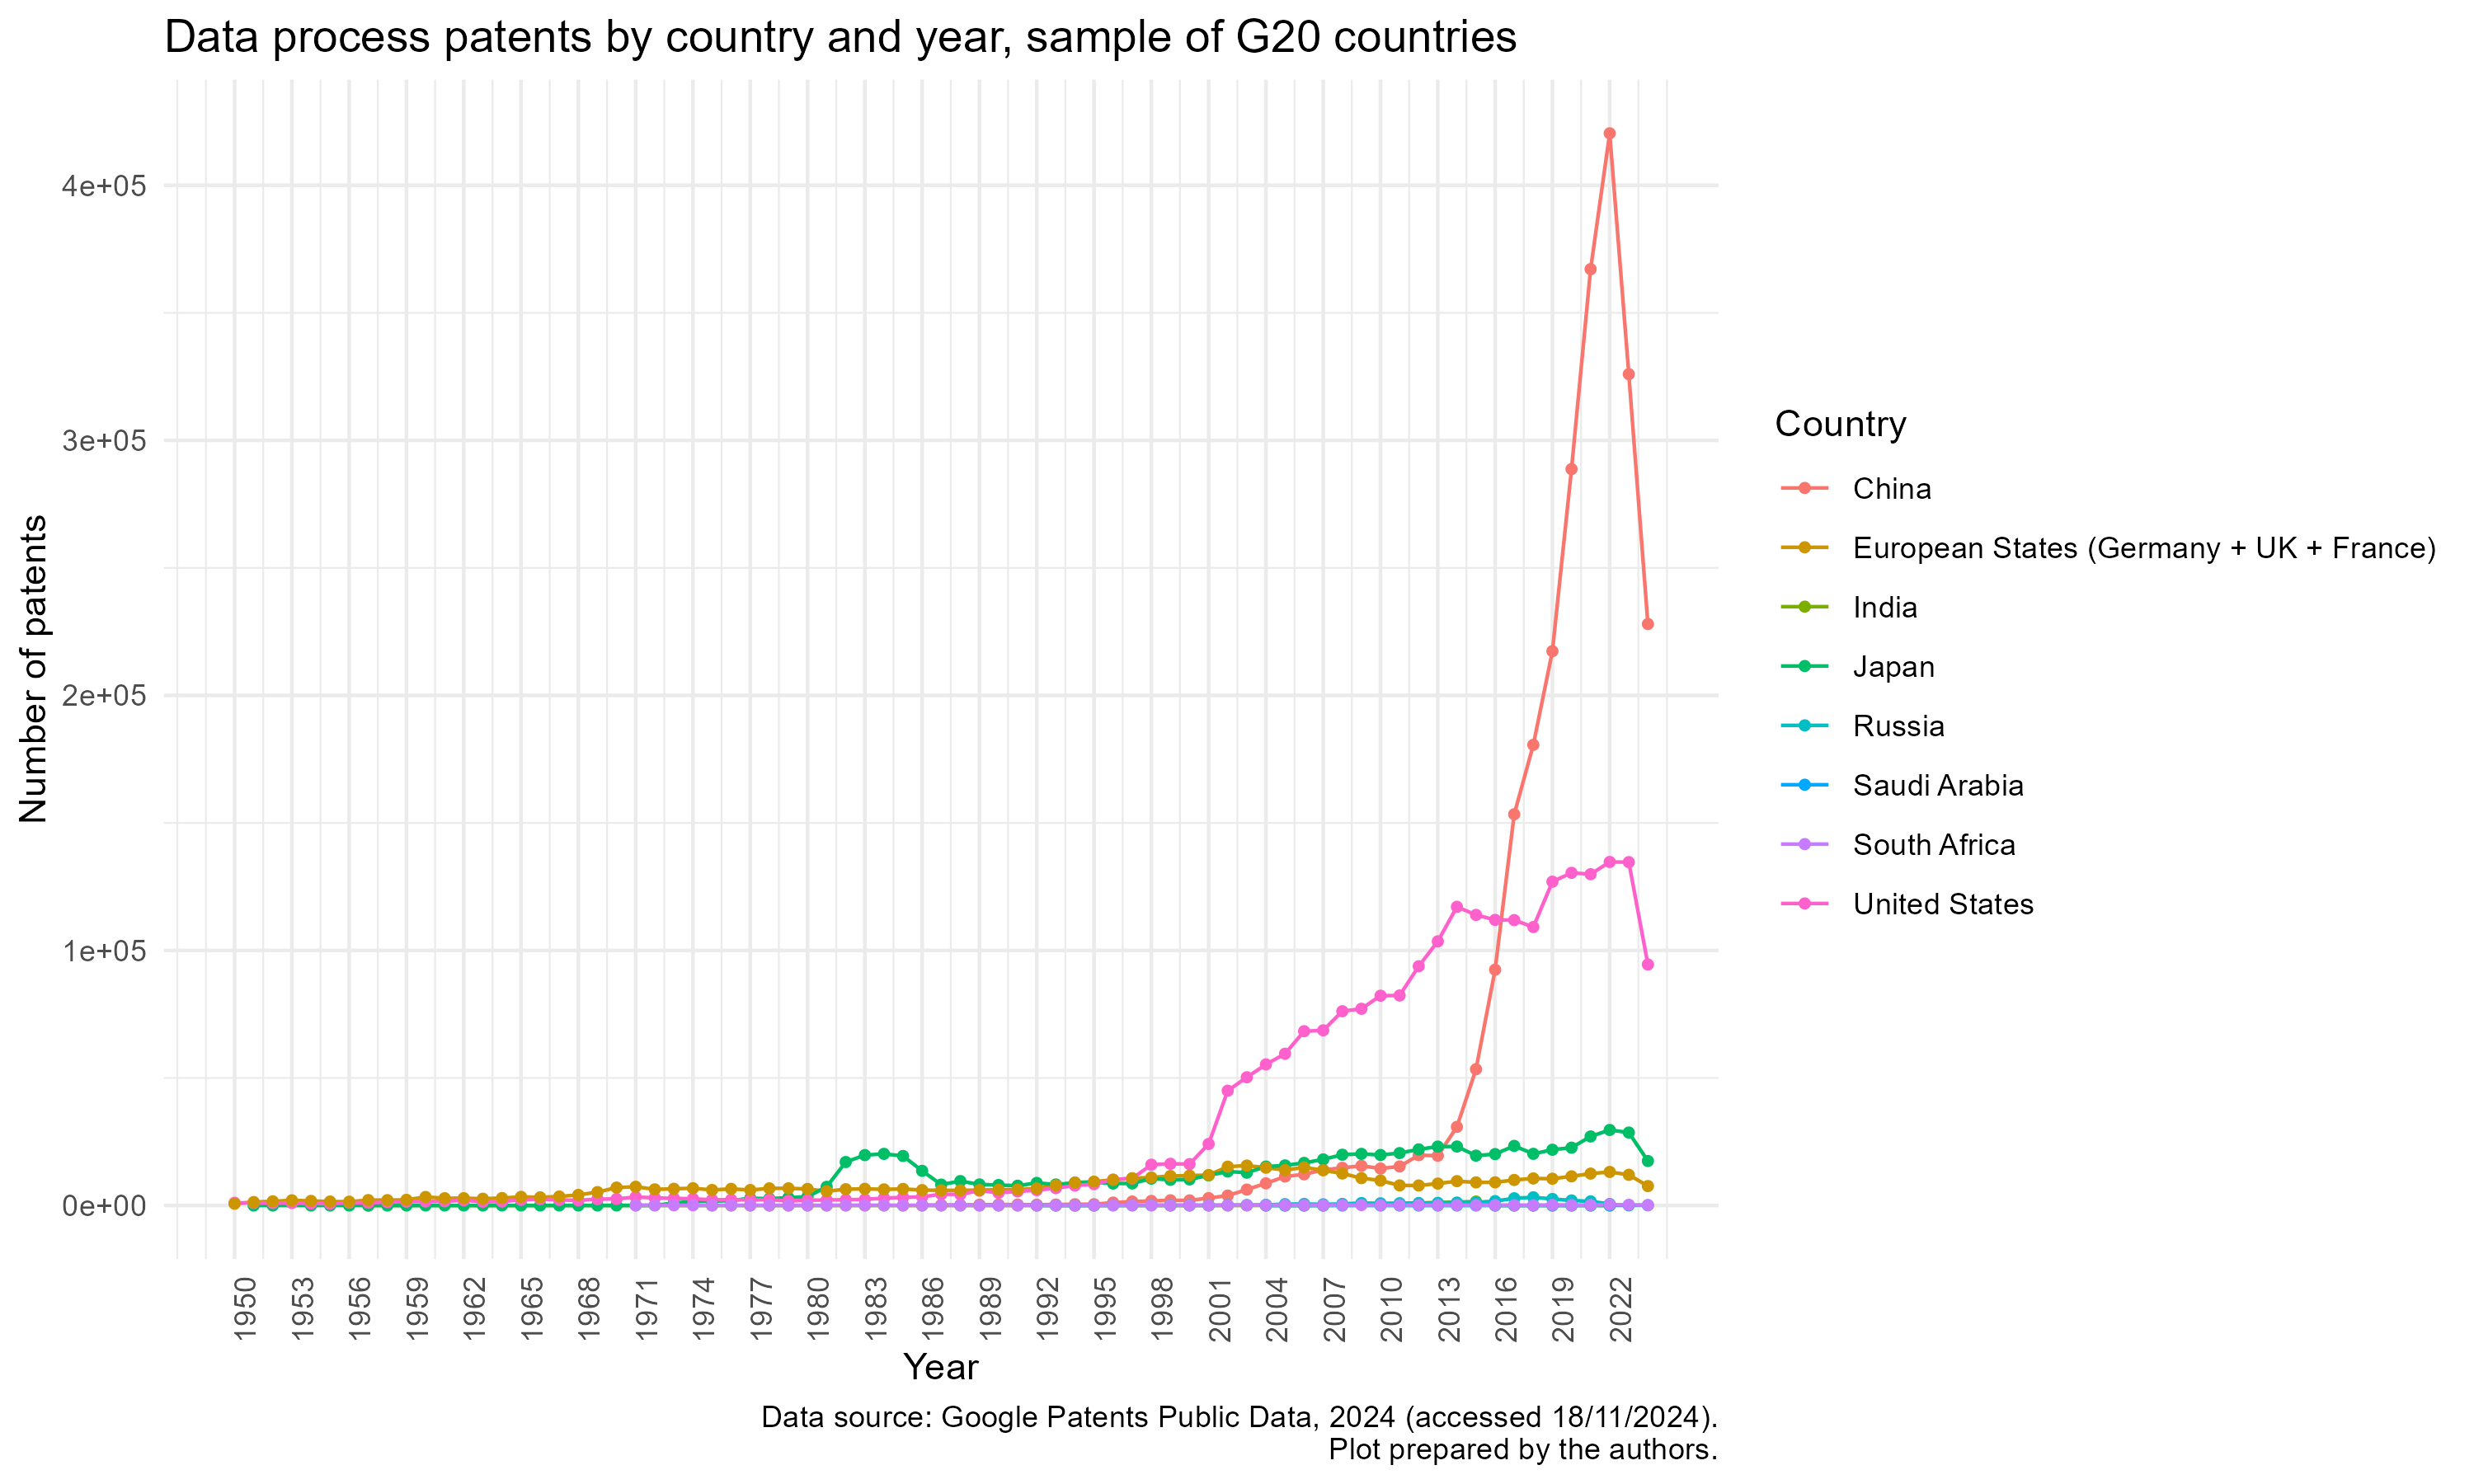 Data process patents by country and year, sample of G20 countries
Number of patents
4e+05
3e+05
2e+05
1e+05
0e+00
1950
1953
1956
1959
1962
1965
1968
1971
1974
1977
1980
1983
1986
1989
1992
1995
1998
2001
2004
2007
2010
2013
2016
2019
2022
Year
Country
China
European States (Germany + UK + France)
India
Japan
Russia
Saudi Arabia
South Africa
United States
Data source: Google Patents Public Data, 2024 (accessed 18/11/2024).
Plot prepared by the authors.